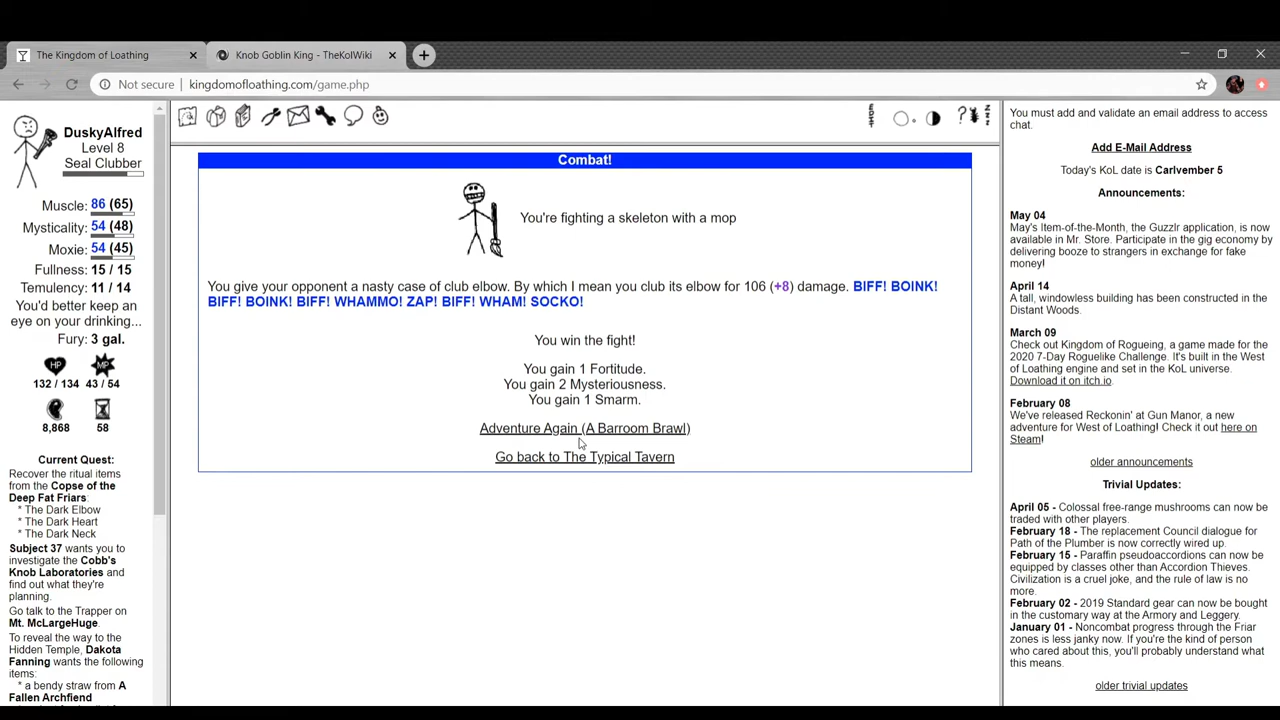 The Kingdom of Loathing
Knob Goblin King - TheKolWiki
Not secure | kingdomofloathing.com/game.php
DuskyAlfred
Level 8
Seal Clubber
Muscle: 86 (65)
Mysticality: 54 (48)
Moxie: 54 (45)
Fullness: 15 / 15
Temulency: 11 / 14
You'd better keep an
eye on your drinking...
Fury: 3 gal.
HP
MP
132 / 134
43 / 54
8,868
58
Current Quest:
Recover the ritual items
from the Copse of the
Deep Fat Friars:
* The Dark Elbow
* The Dark Heart
* The Dark Neck
Subject 37 wants you to
investigate the Cobb's
Knob Laboratories and
find out what they're
planning.
Go talk to the Trapper on
Mt. McLargeHuge.
To reveal the way to the
Hidden Temple, Dakota
Fanning wants the following
items:
* a bendy straw from A
Fallen Archfiend
Combat!
You're fighting a skeleton with a mop
You give your opponent a nasty case of club elbow. By which I mean you club its elbow for 106 (+8) damage. BIFF! BOINK!
BIFF! BOINK! BIFF! WHAMMO! ZAP! BIFF! WHAM! SOCKO!
You win the fight!
You gain 1 Fortitude.
You gain 2 Mysteriousness.
You gain 1 Smarm.
Adventure Again (A Barroom Brawl)
Go back to The Typical Tavern
You must add and validate an email address to access
chat.
Add E-Mail Address
Today's KoL date is Carlvember 5
Announcements:
May 04
May's Item-of-the-Month, the Guzzlr application, is now
available in Mr. Store. Participate in the gig economy by
delivering booze to strangers in exchange for fake
money!
April 14
A tall, windowless building has been constructed in the
Distant Woods.
March 09
Check out Kingdom of Rogueing, a game made for the
2020 7-Day Roguelike Challenge. It's built in the West
of Loathing engine and set in the KoL universe.
Download it on itch.io.
February 08
We've released Reckonin' at Gun Manor, a new
adventure for West of Loathing! Check it out here on
Steam!
older announcements
Trivial Updates:
April 05 - Colossal free-range mushrooms can now be
traded with other players.
February 18 - The replacement Council dialogue for
Path of the Plumber is now correctly wired up.
February 15 - Paraffin pseudoaccordions can now be
equipped by classes other than Accordion Thieves.
Civilization is a cruel joke, and the rule of law is no
more.
February 02 - 2019 Standard gear can now be bought
in the customary way at the Armory and Leggery.
January 01 - Noncombat progress through the Friar
zones is less janky now. If you're the kind of person
who cared about this, you'll probably understand what
this means.
older trivial updates